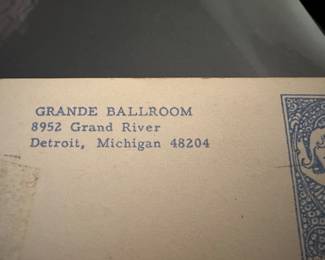 GRANDE BALLROOM
8952 Grand River
Detroit, Michigan 48204